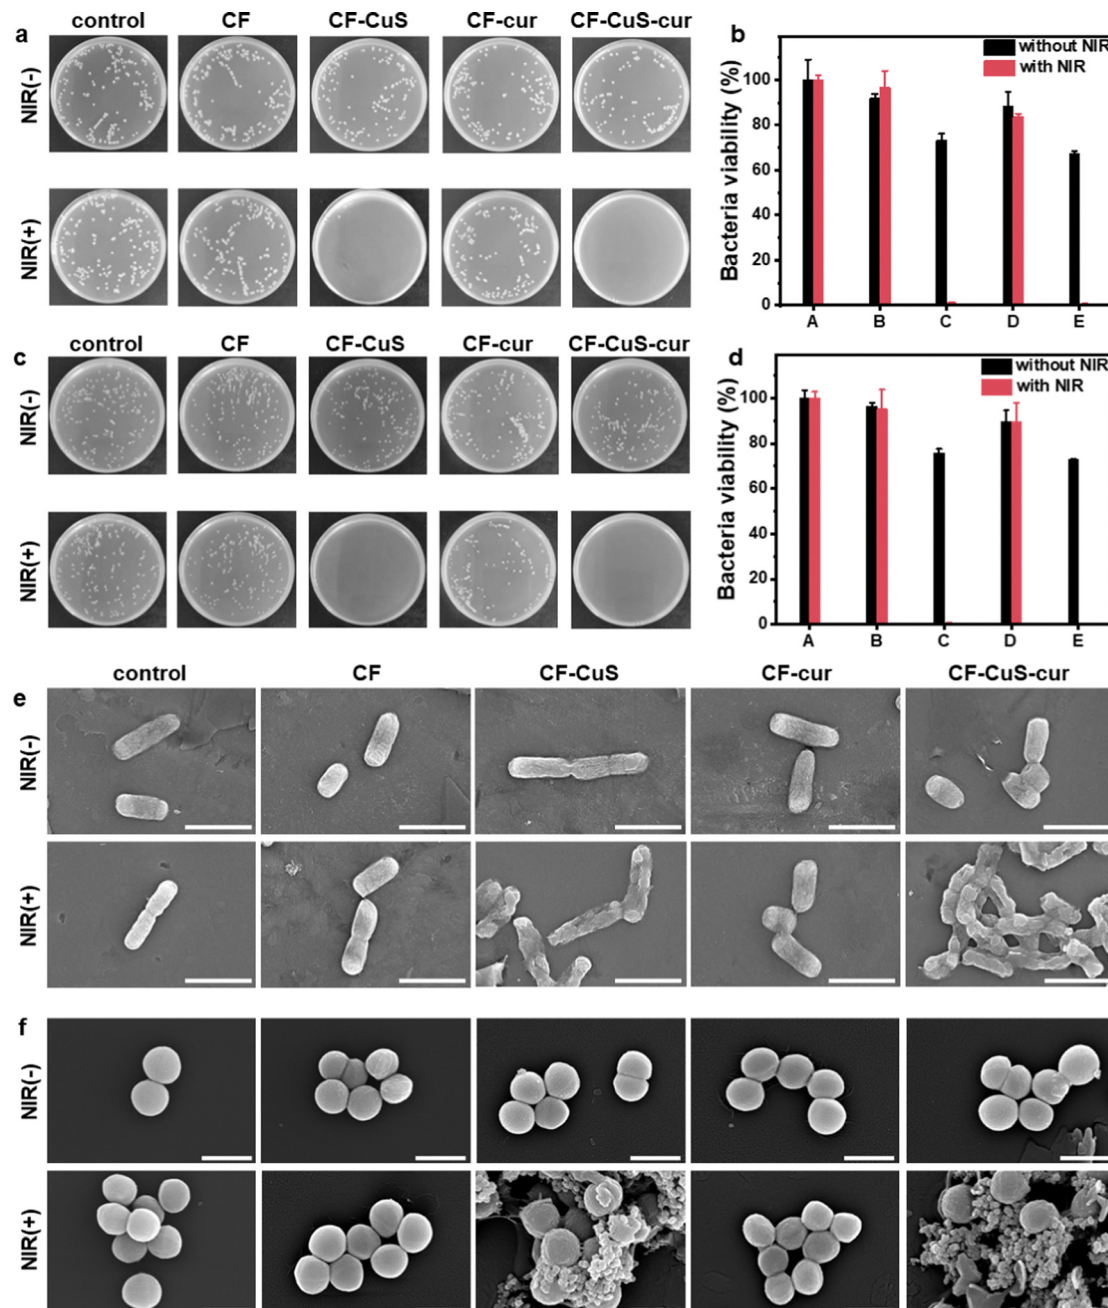 a
control CF CF-CuS CF-cur CF-CuS-cur
NIR(-)
NIR(+)
b
Bacteria viability (%)
without NIR
with NIR
100
80
60
40
20
0
A B C D E
c
control CF CF-CuS CF-cur CF-CuS-cur
NIR(-)
NIR(+)
d
Bacteria viability (%)
without NIR
with NIR
100
80
60
40
20
0
A B C D E
control CF CF-CuS CF-cur CF-CuS-cur
e
NIR(-)
NIR(+)
f
NIR(-)
NIR(+)